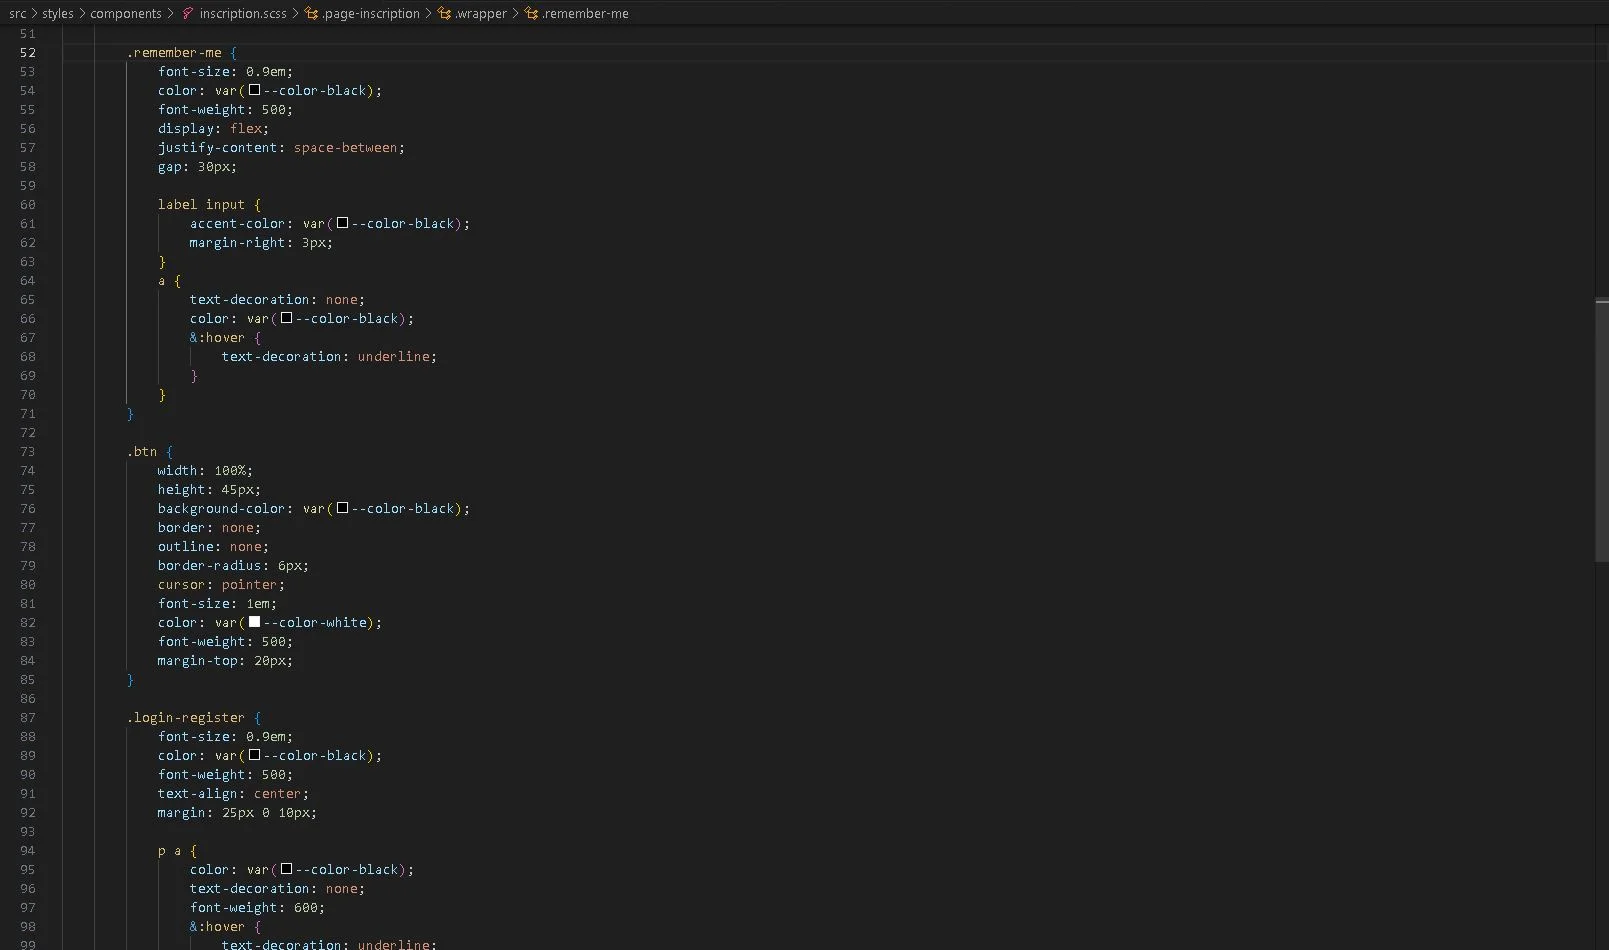 src > styles > components > inscription.scss > .page-inscription > .wrapper > .remember-me
51
52 .remember-me {
53 font-size: 0.9em;
54 color: var(--color-black);
55 font-weight: 500;
56 display: flex;
57 justify-content: space-between;
58 gap: 30px;
59
60 label input {
61 accent-color: var(--color-black);
62 margin-right: 3px;
63 }
64 a {
65 text-decoration: none;
66 color: var(--color-black);
67 &:hover {
68 text-decoration: underline;
69 }
70 }
71 }
72
73 .btn {
74 width: 100%;
75 height: 45px;
76 background-color: var(--color-black);
77 border: none;
78 outline: none;
79 border-radius: 6px;
80 cursor: pointer;
81 font-size: 1em;
82 color: var(--color-white);
83 font-weight: 500;
84 margin-top: 20px;
85 }
86
87 .login-register {
88 font-size: 0.9em;
89 color: var(--color-black);
90 font-weight: 500;
91 text-align: center;
92 margin: 25px 0 10px;
93
94 p a {
95 color: var(--color-black);
96 text-decoration: none;
97 font-weight: 600;
98 &:hover {
99 text-decoration: underline;